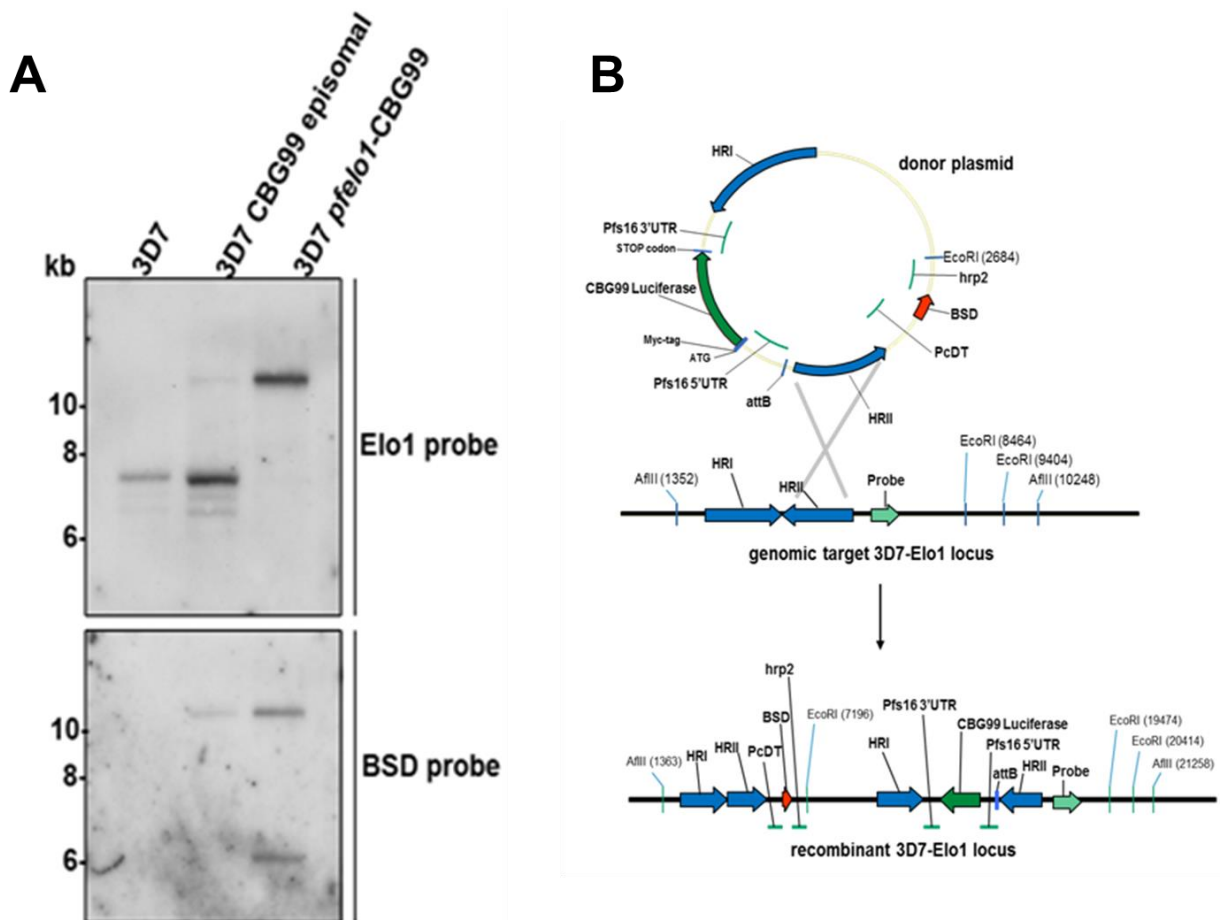 A
B
3D7
3D7 CBG99 episomal
3D7 pfelo1-CBG99
kb
10
8
6
Elo1 probe
10
8
6
BSD probe
HRI
donor plasmid
Pfs16 3'UTR
STOP codon
EcoRI (2684)
hrp2
CBG99 Luciferase
BSD
Myc-tag
ATG
PcDT
Pfs16 5'UTR
attB
HRII
EcoRI (8464)
EcoRI (9404)
AflII (1352)
HRI
HRII
Probe
AflII (10248)
genomic target 3D7-Elo1 locus
hrp2
Pfs16 3'UTR
BSD
EcoRI (7196)
CBG99 Luciferase
EcoRI (19474)
PcDT
HRI
Pfs16 5'UTR
EcoRI (20414)
AflII (1363)
HRI
HRII
attB
HRII
Probe
AflII (21258)
recombinant 3D7-Elo1 locus